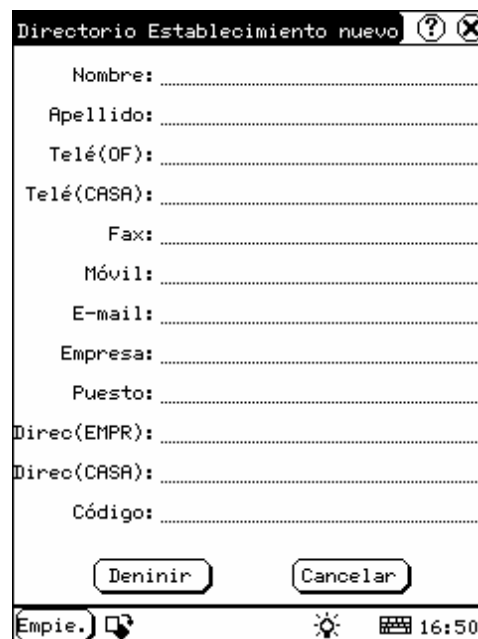 Directorio Establecimiento nuevo ?
Nombre:
Apellido:
Telé(OF):
Telé(CASA):
Fax:
Móvil:
E-mail:
Empresa:
Puesto:
Direc(EMPR):
Direc(CASA):
Código:
Deninir Cancelar
Empie. 16:50